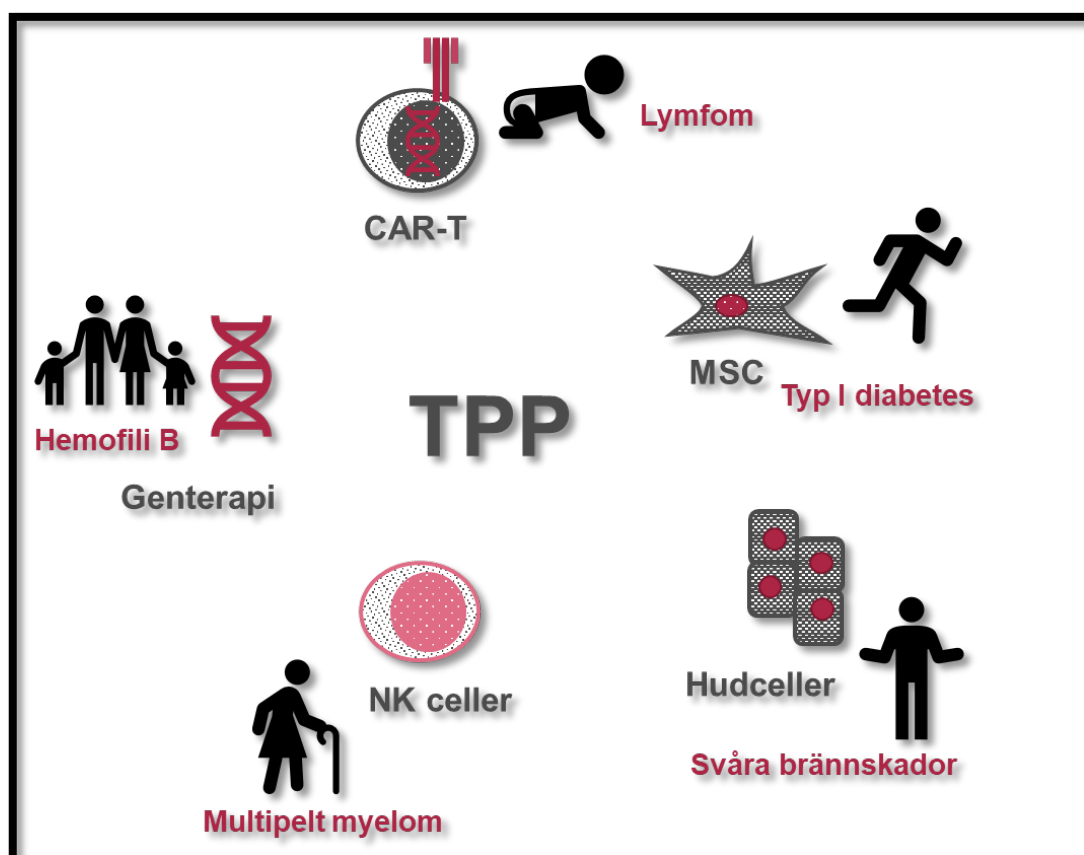 Lymfom
CAR-T
MSC
Typ I diabetes
TPP
Hemofili B
Genterapi
NK celler
Hudceller
Svåra brännskador
Multipelt myelom